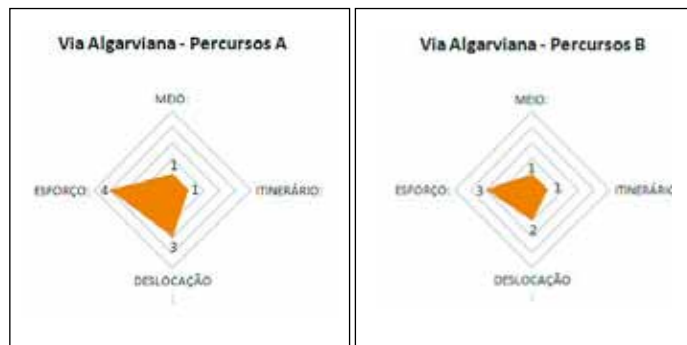 Via Algarviana - Percursos A
MEIO:
1
ESFORÇO: 4 1 ITINERÁRIO:
3
DESLOCAÇÃO
:
Via Algarviana - Percursos B
MEIO:
1
ESFORÇO: 3 1 ITINERÁRIO
2
DESLOCAÇÃO
: